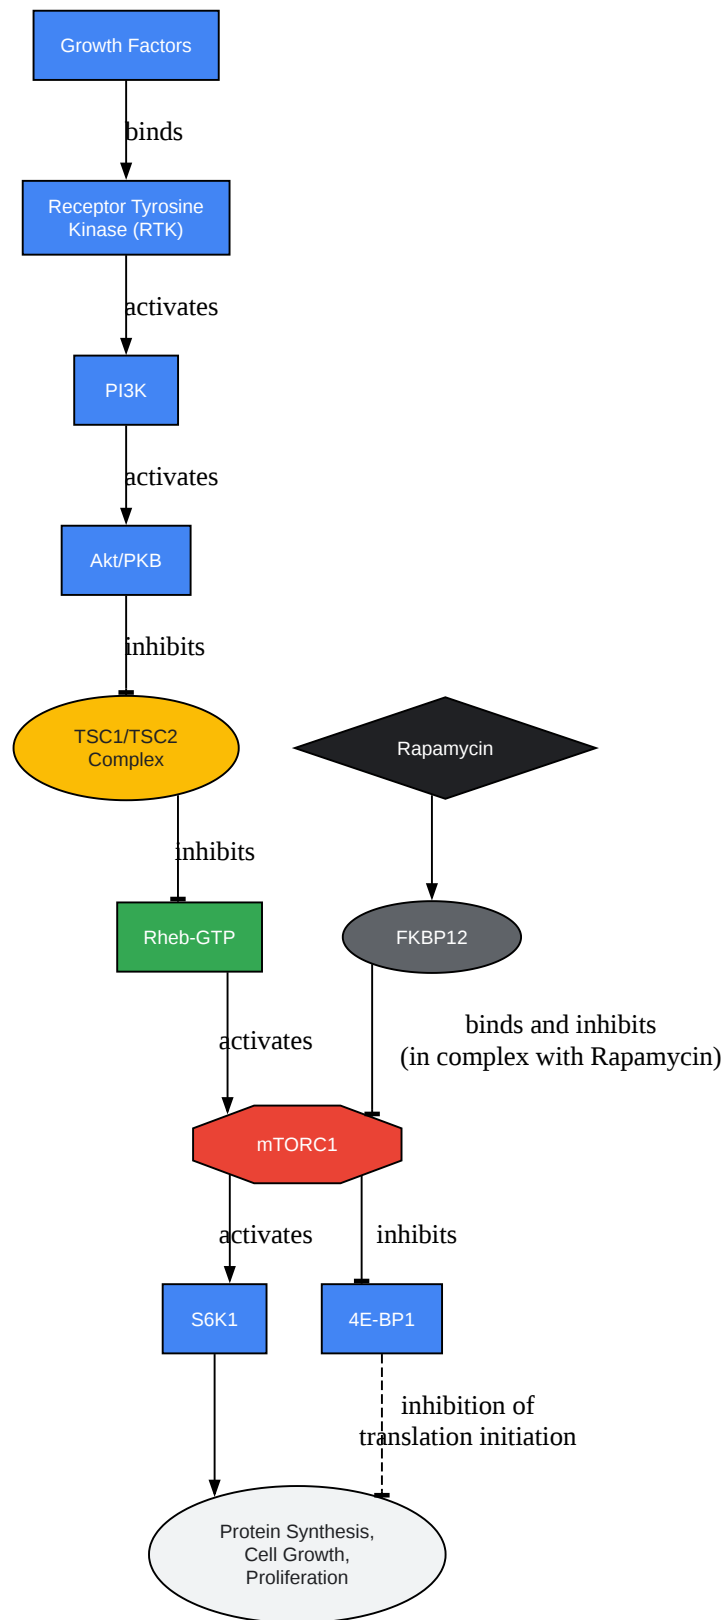 Growth Factors
binds
Receptor Tyrosine
Kinase (RTK)
activates
PI3K
activates
Akt/PKB
inhibits
TSC1/TSC2
Complex
Rapamycin
inhibits
Rheb-GTP
FKBP12
activates
binds and inhibits
(in complex with Rapamycin)
mTORC1
activates
inhibits
S6K1
4E-BP1
inhibition of
translation initiation
Protein Synthesis,
Cell Growth,
Proliferation